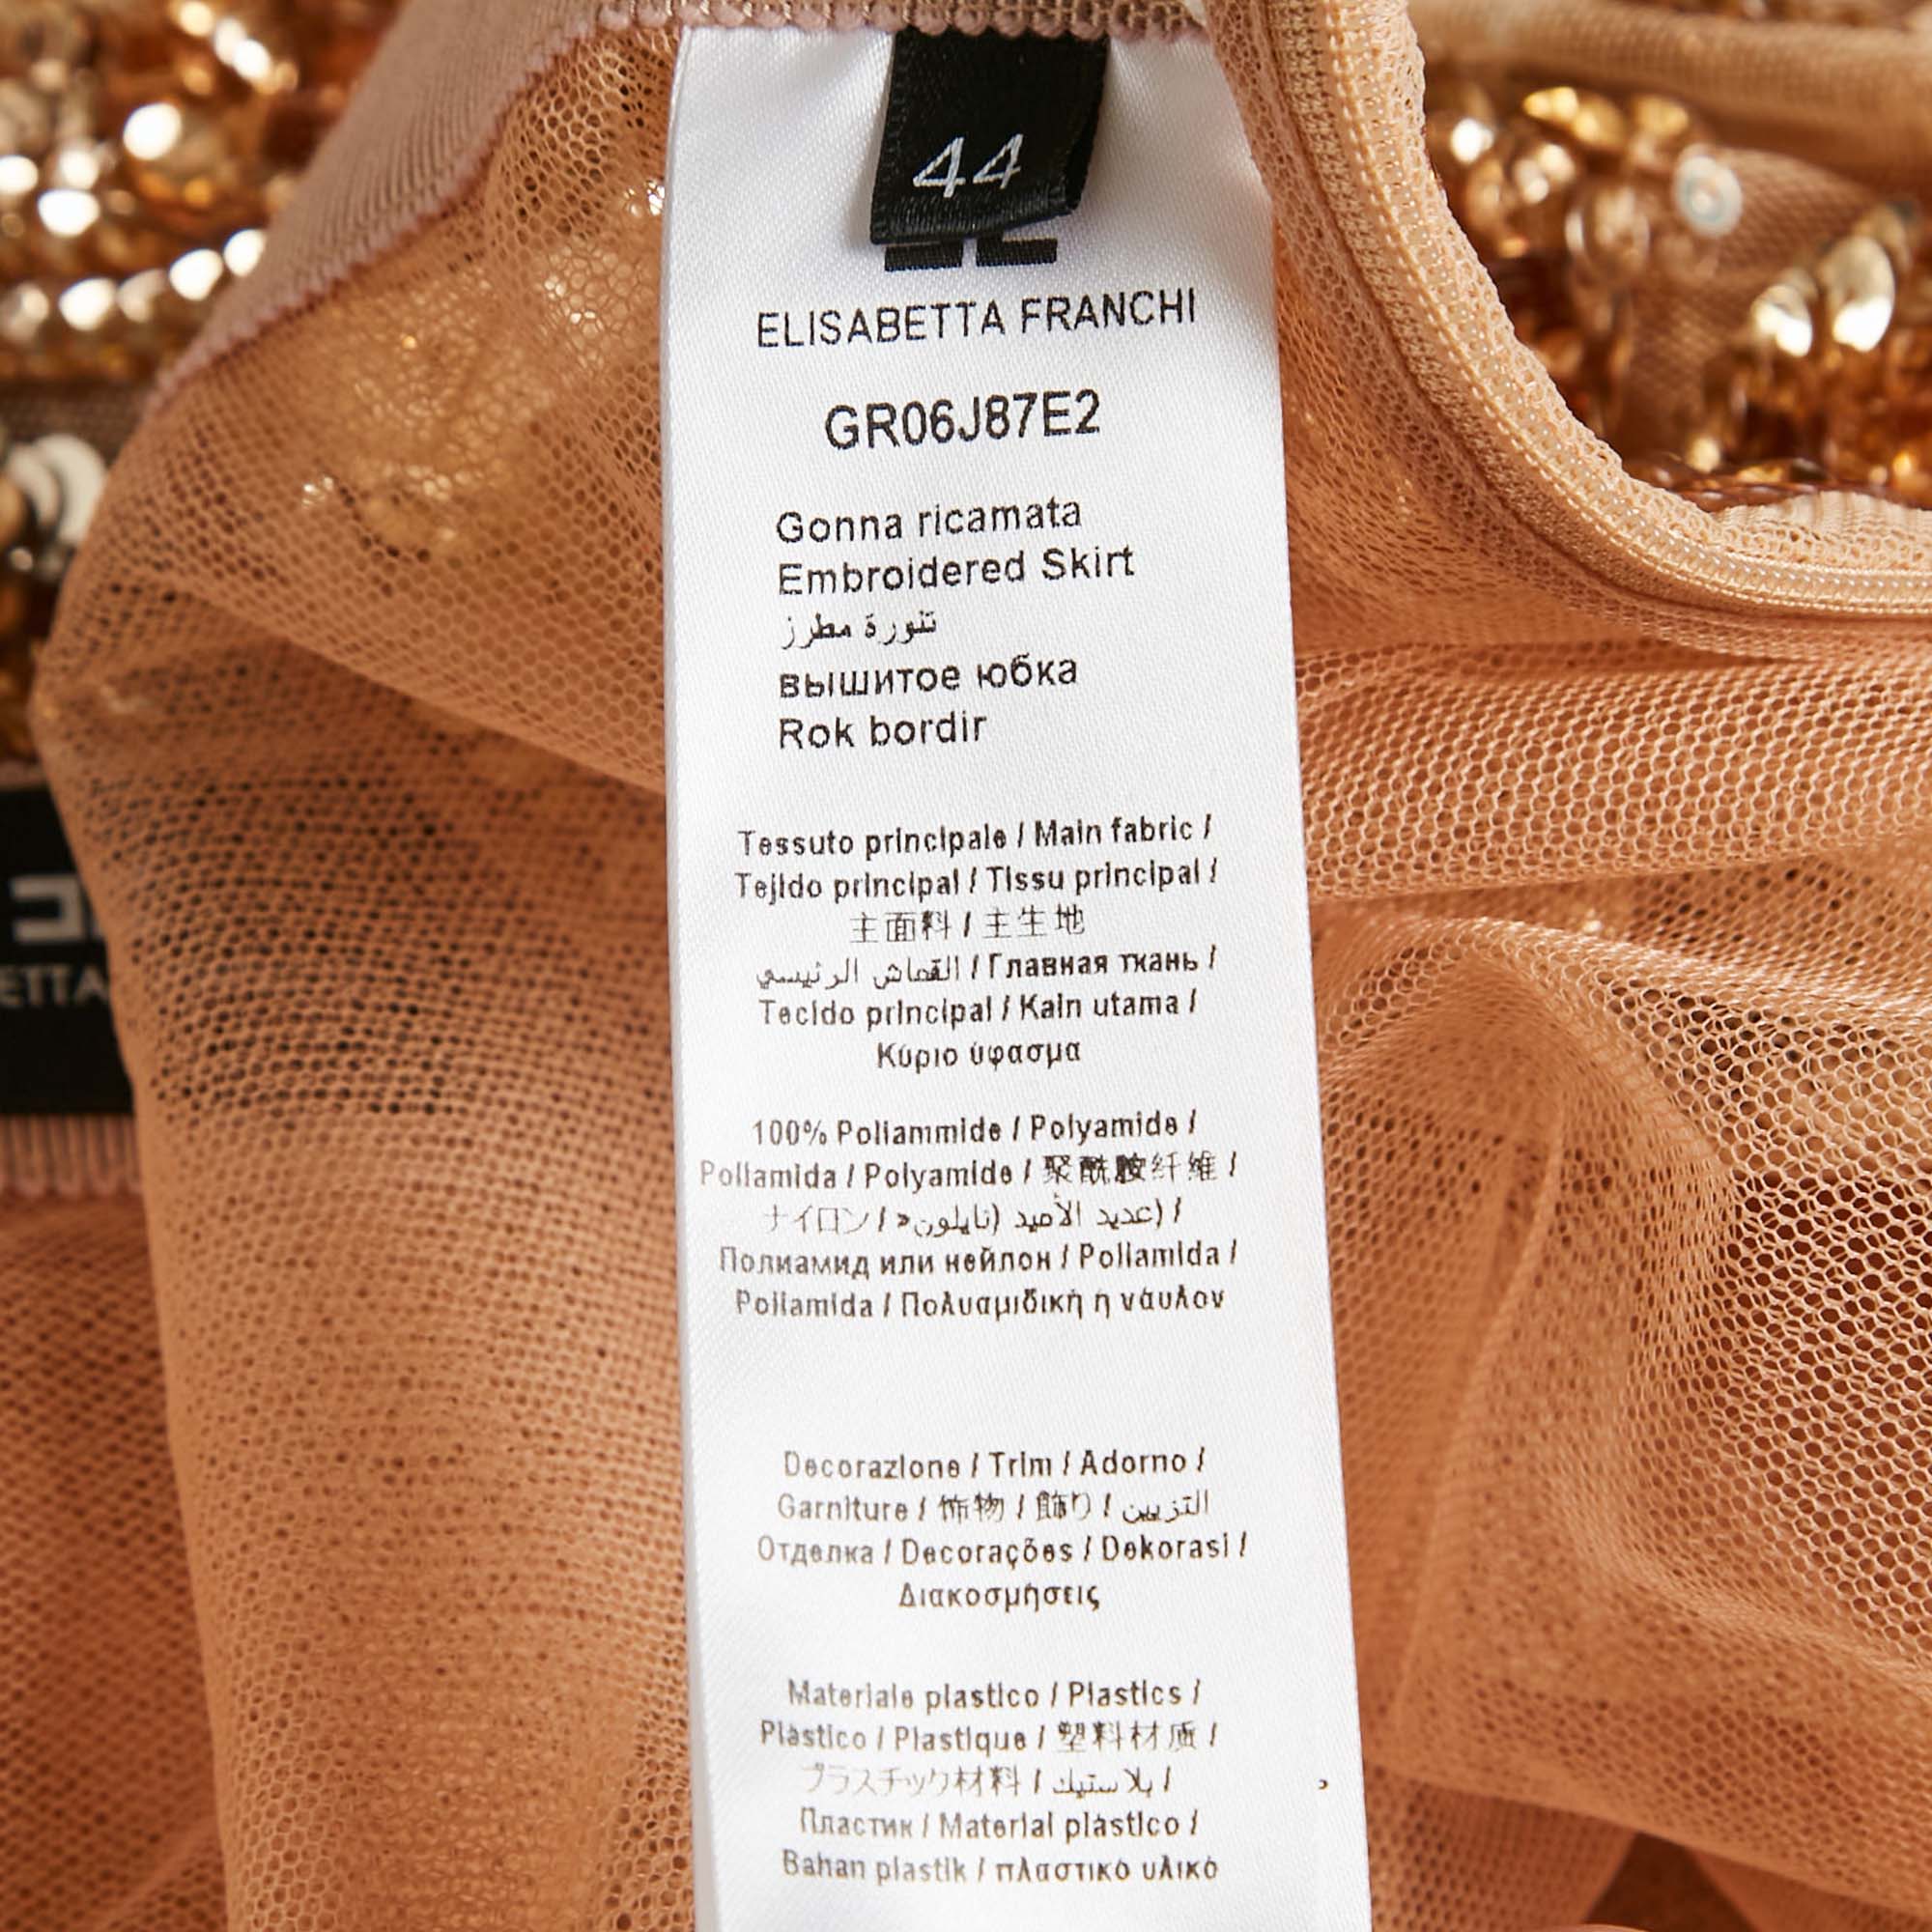 44
ELISABETTA FRANCHI
GR06J87E2
Gonna ricamata
Embroidered Skirt
تنورة مطرز
вышитое юбка
Rok bordir
Tessuto principale / Main fabric /
Tejido principal / Tissu principal /
主面料 / 主生地
القماش الرئيسي / Главная ткань /
Tecido principal / Kain utama /
Κύριο ύφασμα
100% Poliammide / Polyamide /
Poliamida / Polyamide / 聚酰胺纤维 /
ナイロン / »عديد الأميد (نايلون«) /
Полиамид или нейлон / Poliamida /
Poliamida / Πολυαμιδική ή νάυλον
Decorazione / Trim / Adorno /
Garniture / 饰物 / 飾り / التزيين
Отделка / Decorações / Dekorasi /
Διακοσμήσεις
Materiale plastico / Plastics /
Plàstico / Plastique / 塑料材质 /
プラスチック材料 / بلاستيك /
Пластик / Material plàstico /
Bahan plastik / πλαστικό υλικό
ETTA